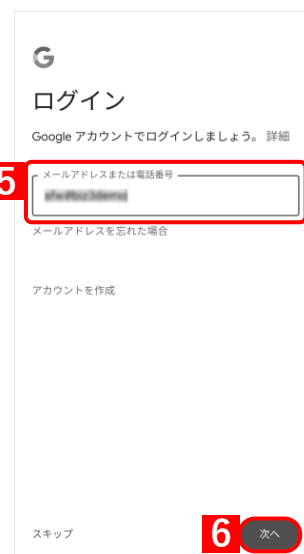 G
ログイン
Google アカウントでログインしましょう。 詳細
5
メールアドレスまたは電話番号
メールアドレスを忘れた場合
アカウントを作成
スキップ
6
次へ